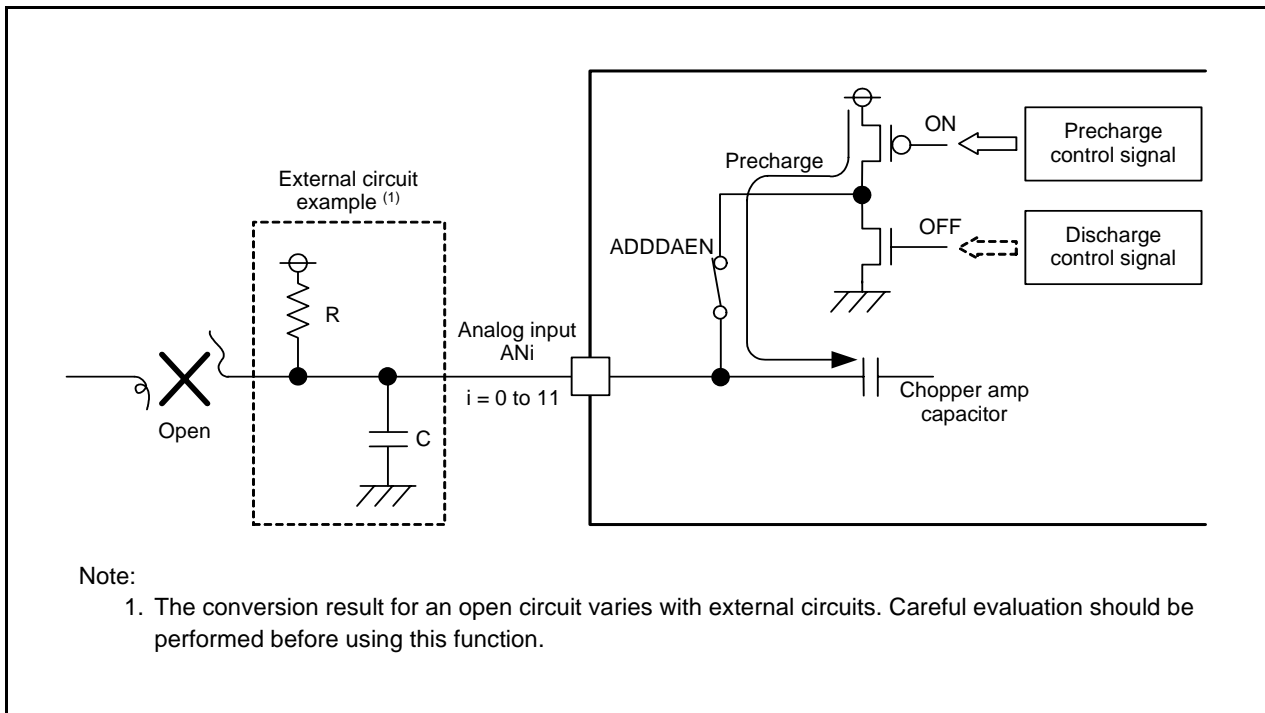 ON
Precharge
control signal
Precharge
External circuit
example (1)
OFF
Discharge
control signal
ADDDAEN
R
Analog input
ANi
i = 0 to 11
Chopper amp
capacitor
Open
C
Note:
1. The conversion result for an open circuit varies with external circuits. Careful evaluation should be
performed before using this function.